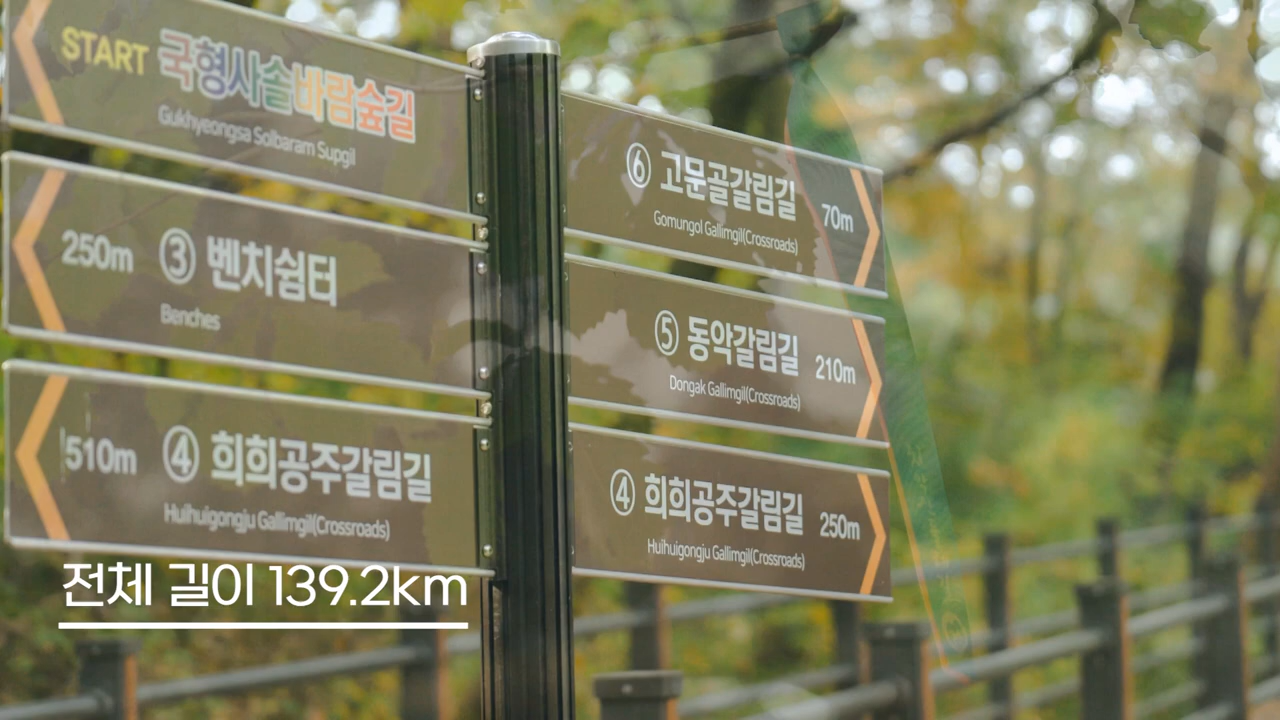 START 국형사솔바람숲길
Gukhyeongsa Solbaram Supgil
250m ③ 벤치쉼터
Benches
510m ④ 희희공주갈림길
Huihuigongju Gallimgil(Crossroads)
⑥ 고문골갈림길 70m
Gomungol Gallimgil(Crossroads)
⑤ 동악갈림길 210m
Dongak Gallimgil(Crossroads)
④ 희희공주갈림길 250m
Huihuigongju Gallimgil(Crossroads)
전체 길이 139.2km